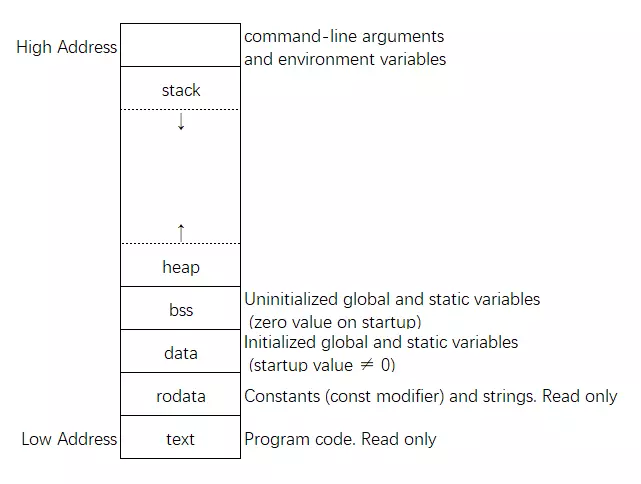 High Address
command-line arguments
and environment variables
stack
↓
↑
heap
bss
Uninitialized global and static variables
(zero value on startup)
data
Initialized global and static variables
(startup value ≠ 0)
rodata
Constants (const modifier) and strings. Read only
Low Address
text
Program code. Read only